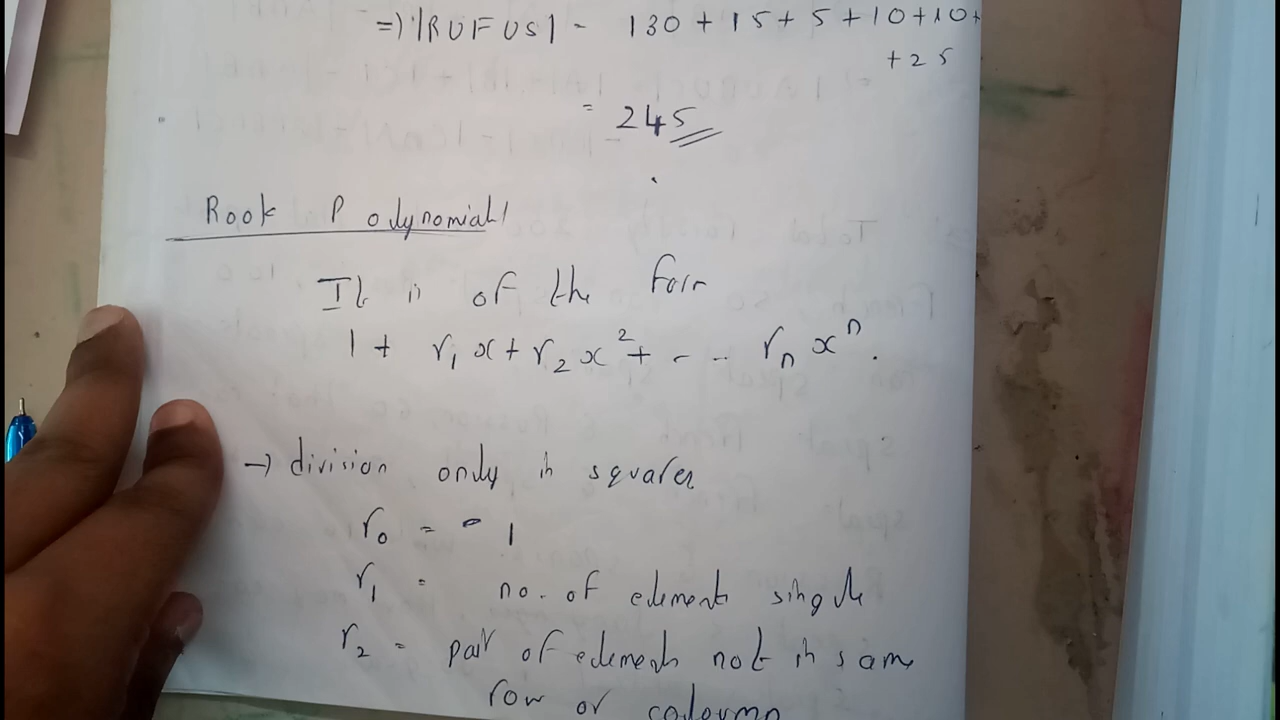 =) |RUFUS| = 130 + 15 + 5 + 10 + 10 +
+ 25
= 245
Rook Polynomial
It is of the form
1 + r₁x + r₂x² + - - rₙxⁿ.
→ division only in squares
r₀ = 1
r₁ = no. of elements single
r₂ = pair of elements not in same
row or column